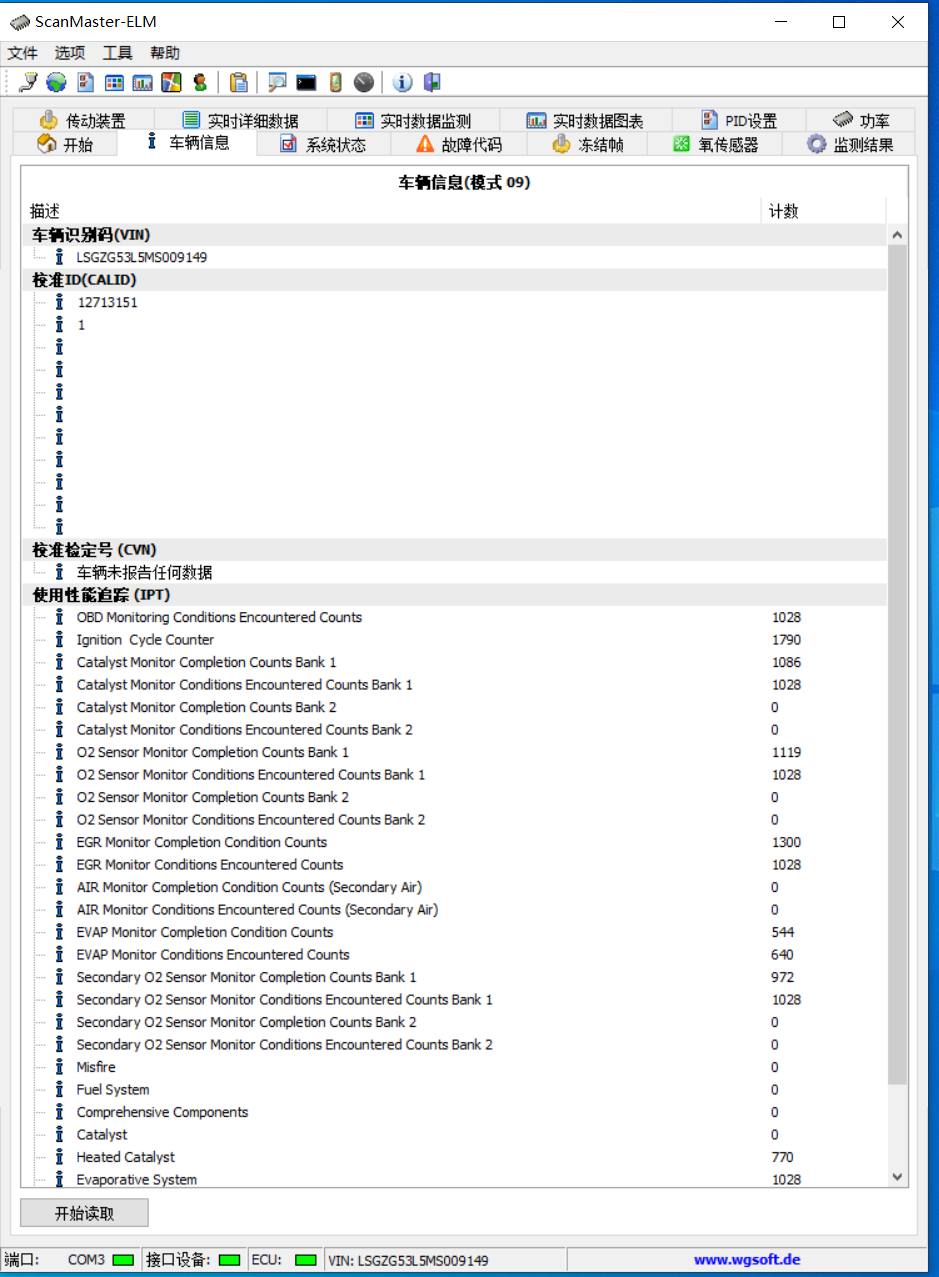 ScanMaster-ELM
文件 选项 工具 帮助
传动装置 实时详细数据 实时数据监测 实时数据图表 PID设置 功率
开始 车辆信息 系统状态 故障代码 冻结帧 氧传感器 监测结果
车辆信息(模式 09)
描述 计数
车辆识别码(VIN)
LSGZG53L5MS009149
校准ID(CALID)
12713151
1
校准检定号 (CVN)
车辆未报告任何数据
使用性能追踪 (IPT)
OBD Monitoring Conditions Encountered Counts 1028
Ignition Cycle Counter 1790
Catalyst Monitor Completion Counts Bank 1 1086
Catalyst Monitor Conditions Encountered Counts Bank 1 1028
Catalyst Monitor Completion Counts Bank 2 0
Catalyst Monitor Conditions Encountered Counts Bank 2 0
O2 Sensor Monitor Completion Counts Bank 1 1119
O2 Sensor Monitor Conditions Encountered Counts Bank 1 1028
O2 Sensor Monitor Completion Counts Bank 2 0
O2 Sensor Monitor Conditions Encountered Counts Bank 2 0
EGR Monitor Completion Condition Counts 1300
EGR Monitor Conditions Encountered Counts 1028
AIR Monitor Completion Condition Counts (Secondary Air) 0
AIR Monitor Conditions Encountered Counts (Secondary Air) 0
EVAP Monitor Completion Condition Counts 544
EVAP Monitor Conditions Encountered Counts 640
Secondary O2 Sensor Monitor Completion Counts Bank 1 972
Secondary O2 Sensor Monitor Conditions Encountered Counts Bank 1 1028
Secondary O2 Sensor Monitor Completion Counts Bank 2 0
Secondary O2 Sensor Monitor Conditions Encountered Counts Bank 2 0
Misfire 0
Fuel System 0
Comprehensive Components 0
Catalyst 0
Heated Catalyst 770
Evaporative System 1028
开始读取
端口: COM3 接口设备: ECU: VIN: LSGZG53L5MS009149 www.wgsoft.de